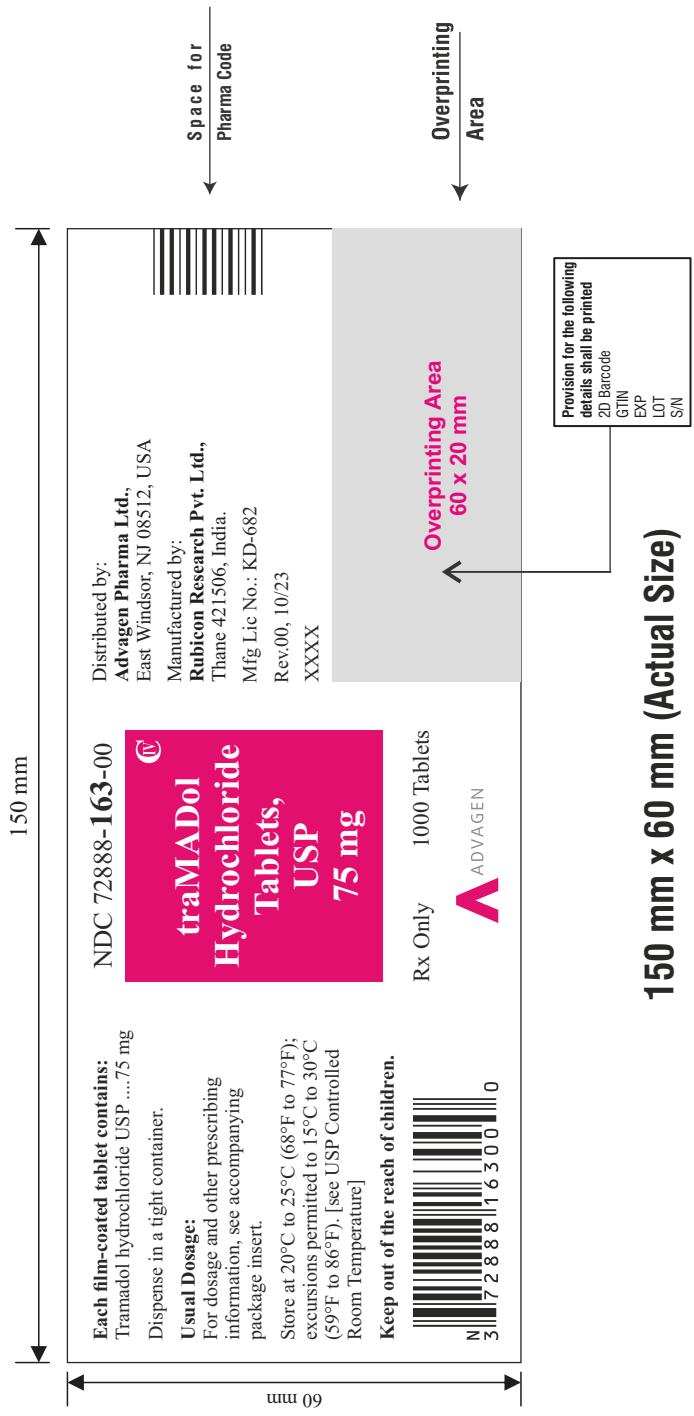 150 mm
60 mm
Each film-coated tablet contains:
Tramadol hydrochloride USP ....75 mg
Dispense in a tight container.
Usual Dosage:
For dosage and other prescribing
information, see accompanying
package insert.
Store at 20°C to 25°C (68°F to 77°F);
excursions permitted to 15°C to 30°C
(59°F to 86°F). [see USP Controlled
Room Temperature]
Keep out of the reach of children.
N
3 72888 16300 0
NDC 72888-163-00
CIV
traMADol
Hydrochloride
Tablets,
USP
75 mg
Rx Only 1000 Tablets
ADVAGEN
Distributed by:
Advagen Pharma Ltd.,
East Windsor, NJ 08512, USA
Manufactured by:
Rubicon Research Pvt. Ltd.,
Thane 421506, India.
Mfg Lic No.: KD-682
Rev.00, 10/23
XXXX
Overprinting Area
60 x 20 mm
Space for
Pharma Code
Overprinting
Area
Provision for the following
details shall be printed
2D Barcode
GTIN
EXP
LOT
S/N
150 mm x 60 mm (Actual Size)